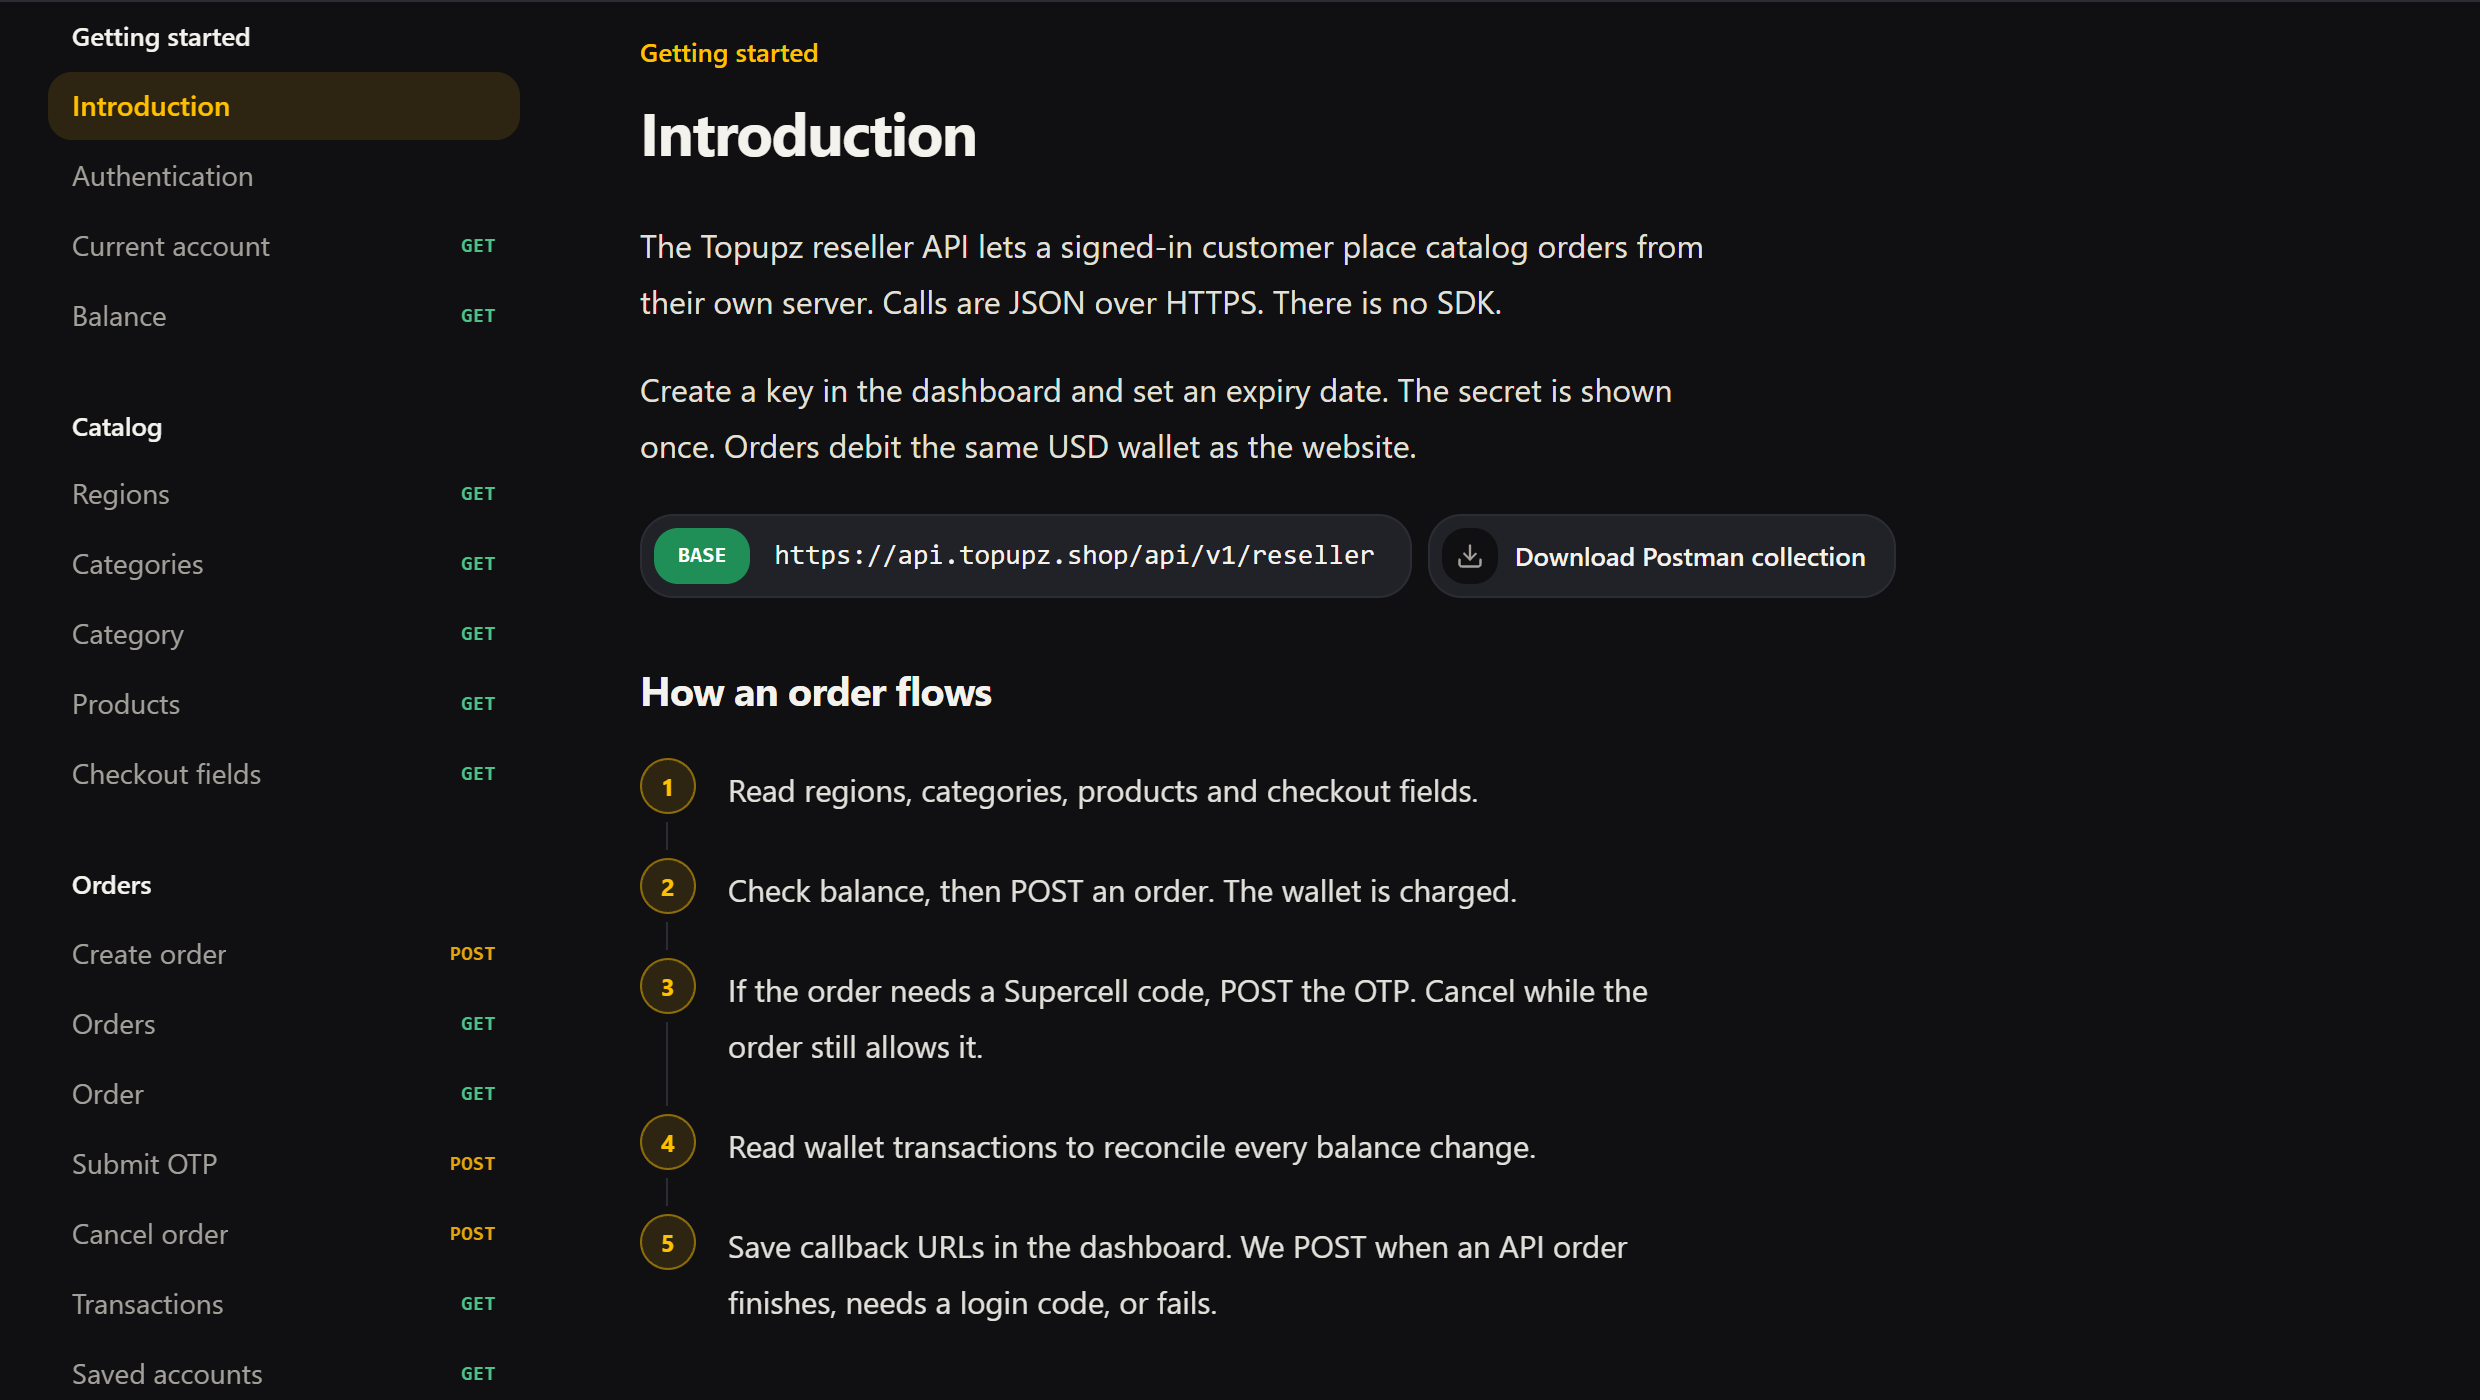 Getting started
Introduction
Authentication
Current account GET
Balance GET
Catalog
Regions GET
Categories GET
Category GET
Products GET
Checkout fields GET
Orders
Create order POST
Orders GET
Order GET
Submit OTP POST
Cancel order POST
Transactions GET
Saved accounts GET
Getting started
Introduction
The Topupz reseller API lets a signed-in customer place catalog orders from
their own server. Calls are JSON over HTTPS. There is no SDK.
Create a key in the dashboard and set an expiry date. The secret is shown
once. Orders debit the same USD wallet as the website.
BASE https://api.topupz.shop/api/v1/reseller Download Postman collection
How an order flows
1 Read regions, categories, products and checkout fields.
2 Check balance, then POST an order. The wallet is charged.
3 If the order needs a Supercell code, POST the OTP. Cancel while the
order still allows it.
4 Read wallet transactions to reconcile every balance change.
5 Save callback URLs in the dashboard. We POST when an API order
finishes, needs a login code, or fails.